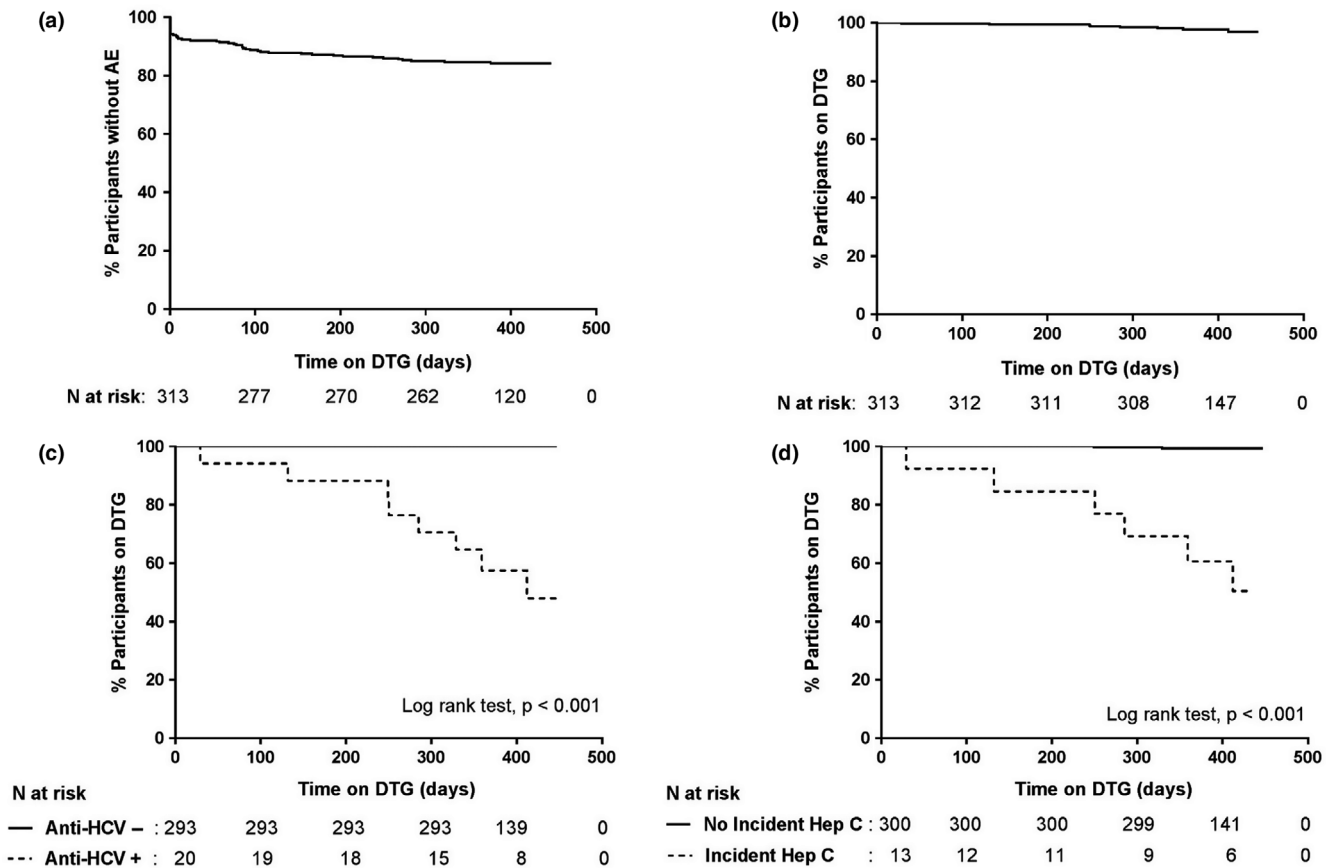 (a)
% Participants without AE
100
80
60
40
20
0
0 100 200 300 400 500
Time on DTG (days)
N at risk: 313 277 270 262 120 0
(b)
% Participants on DTG
100
80
60
40
20
0
0 100 200 300 400 500
Time on DTG (days)
N at risk: 313 312 311 308 147 0
(c)
% Participants on DTG
100
80
60
40
20
0
Log rank test, p < 0.001
0 100 200 300 400 500
Time on DTG (days)
N at risk
Anti-HCV – : 293 293 293 293 139 0
Anti-HCV + : 20 19 18 15 8 0
(d)
% Participants on DTG
100
80
60
40
20
0
Log rank test, p < 0.001
0 100 200 300 400 500
Time on DTG (days)
N at risk
No Incident Hep C : 300 300 300 299 141 0
Incident Hep C : 13 12 11 9 6 0